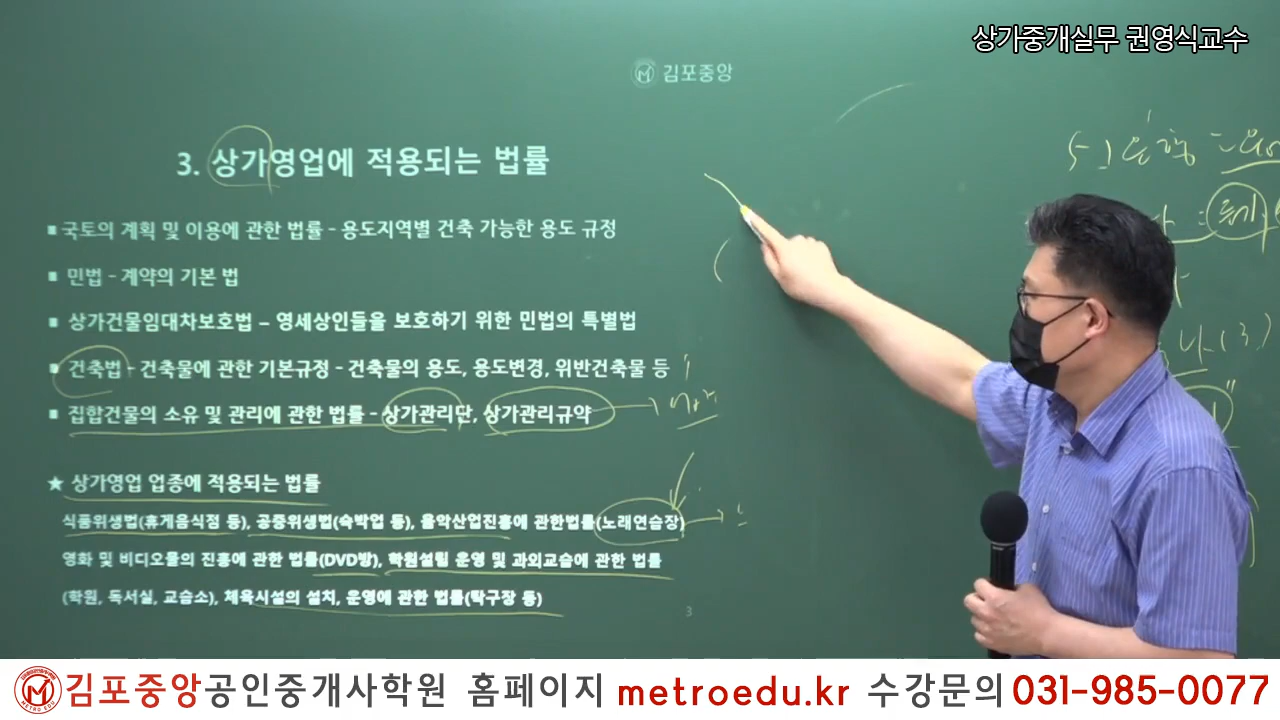 상가중개실무 권영식교수
김포중앙
3. 상가영업에 적용되는 법률
■ 국토의 계획 및 이용에 관한 법률 - 용도지역별 건축 가능한 용도 규정
■ 민법 - 계약의 기본 법
■ 상가건물임대차보호법 – 영세상인들을 보호하기 위한 민법의 특별법
■ 건축법 - 건축물에 관한 기본규정 - 건축물의 용도, 용도변경, 위반건축물 등
■ 집합건물의 소유 및 관리에 관한 법률 - 상가관리단, 상가관리규약
★ 상가영업 업종에 적용되는 법률
식품위생법(휴게음식점 등), 공중위생법(숙박업 등), 음악산업진흥에 관한법률(노래연습장)
영화 및 비디오물의 진흥에 관한 법률(DVD방), 학원설립 운영 및 과외교습에 관한 법률
(학원, 독서실, 교습소), 체육시설의 설치, 운영에 관한 법률(탁구장 등)
3
김포중앙공인중개사학원 홈페이지 metroedu.kr 수강문의 031-985-0077